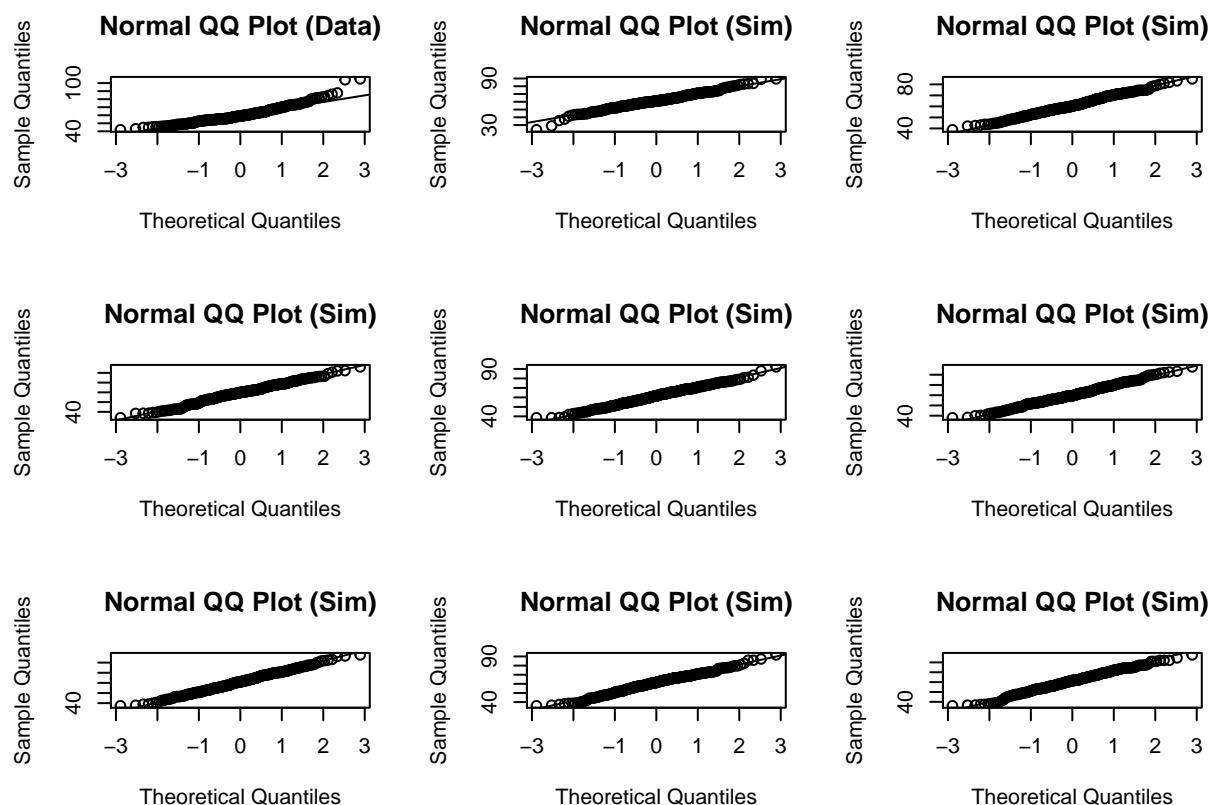 Normal QQ Plot (Data)
Sample Quantiles
40
100
−3 −1 0 1 2 3
Theoretical Quantiles
Normal QQ Plot (Sim)
Sample Quantiles
30
90
−3 −1 0 1 2 3
Theoretical Quantiles
Normal QQ Plot (Sim)
Sample Quantiles
40
80
−3 −1 0 1 2 3
Theoretical Quantiles
Normal QQ Plot (Sim)
Sample Quantiles
40
−3 −1 0 1 2 3
Theoretical Quantiles
Normal QQ Plot (Sim)
Sample Quantiles
40
90
−3 −1 0 1 2 3
Theoretical Quantiles
Normal QQ Plot (Sim)
Sample Quantiles
40
−3 −1 0 1 2 3
Theoretical Quantiles
Normal QQ Plot (Sim)
Sample Quantiles
40
−3 −1 0 1 2 3
Theoretical Quantiles
Normal QQ Plot (Sim)
Sample Quantiles
40
90
−3 −1 0 1 2 3
Theoretical Quantiles
Normal QQ Plot (Sim)
Sample Quantiles
40
−3 −1 0 1 2 3
Theoretical Quantiles